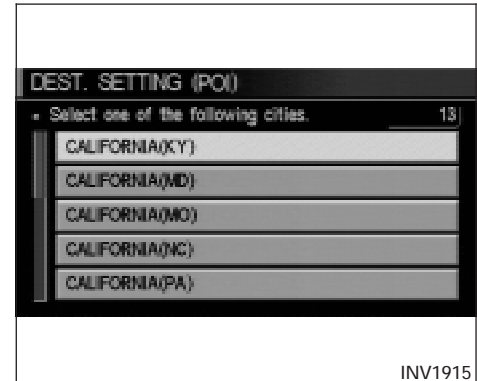 DEST. SETTING (POI)
Select one of the following cities. 13
CALIFORNIA(KY)
CALIFORNIA(MD)
CALIFORNIA(MO)
CALIFORNIA(NC)
CALIFORNIA(PA)
INV1915